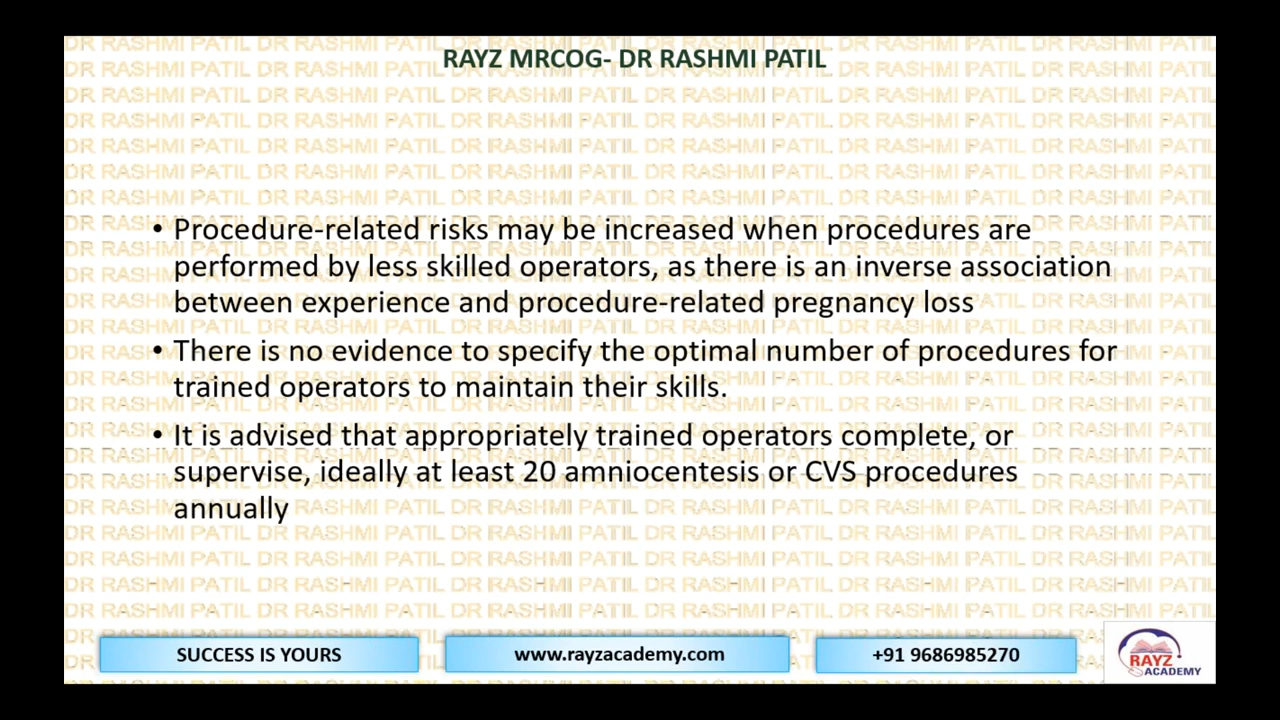 RAYZ MRCOG- DR RASHMI PATIL
• Procedure-related risks may be increased when procedures are
performed by less skilled operators, as there is an inverse association
between experience and procedure-related pregnancy loss
• There is no evidence to specify the optimal number of procedures for
trained operators to maintain their skills.
• It is advised that appropriately trained operators complete, or
supervise, ideally at least 20 amniocentesis or CVS procedures
annually
SUCCESS IS YOURS
www.rayzacademy.com
+91 9686985270
RAYZ
ACADEMY